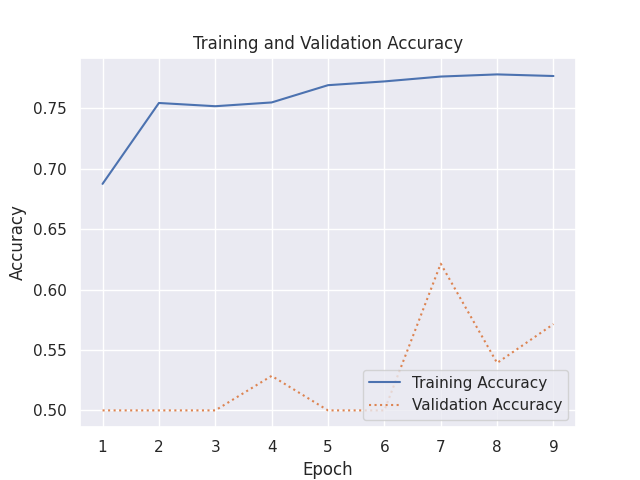 Training and Validation Accuracy
Accuracy
0.75
0.70
0.65
0.60
0.55
0.50
Training Accuracy
Validation Accuracy
1 2 3 4 5 6 7 8 9
Epoch